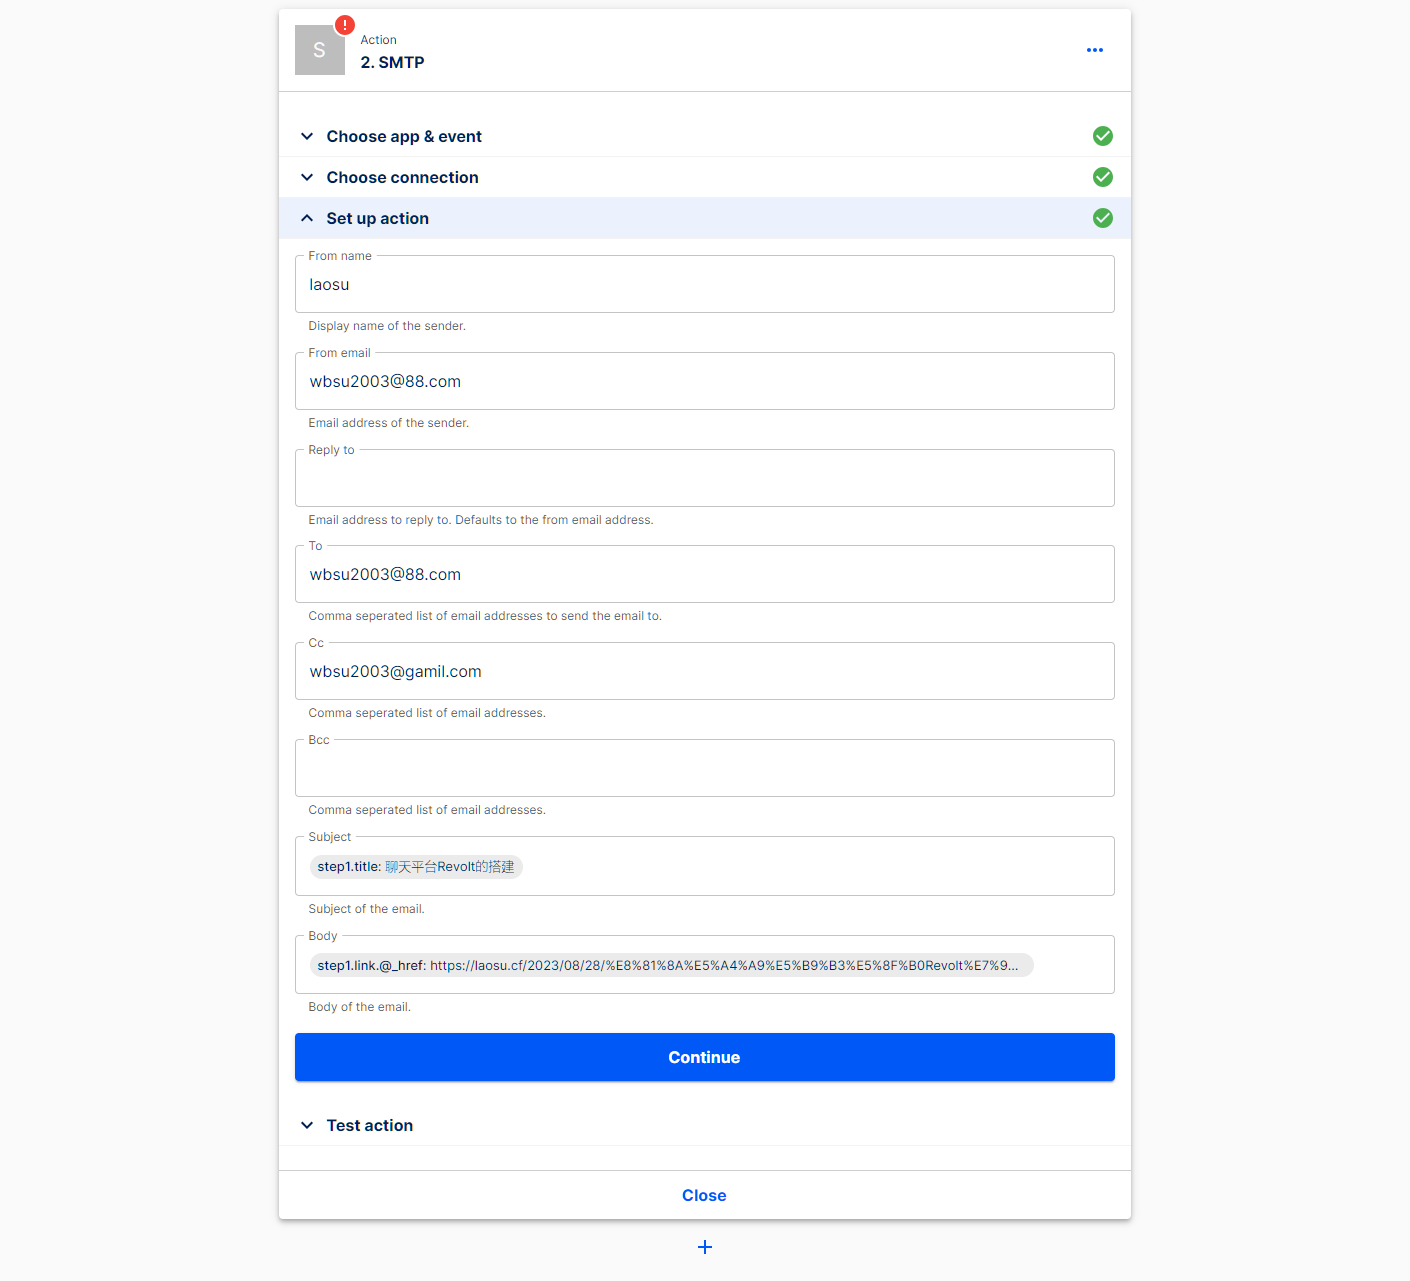 S
!
Action
2. SMTP
Choose app & event
Choose connection
Set up action
From name
laosu
Display name of the sender.
From email
wbsu2003@88.com
Email address of the sender.
Reply to
Email address to reply to. Defaults to the from email address.
To
wbsu2003@88.com
Comma seperated list of email addresses to send the email to.
Cc
wbsu2003@gamil.com
Comma seperated list of email addresses.
Bcc
Comma seperated list of email addresses.
Subject
step1.title: 聊天平台Revolt的搭建
Subject of the email.
Body
step1.link.@_href: https://laosu.cf/2023/08/28/%E8%81%8A%E5%A4%A9%E5%B9%B3%E5%8F%B0Revolt%E7%9...
Body of the email.
Continue
Test action
Close